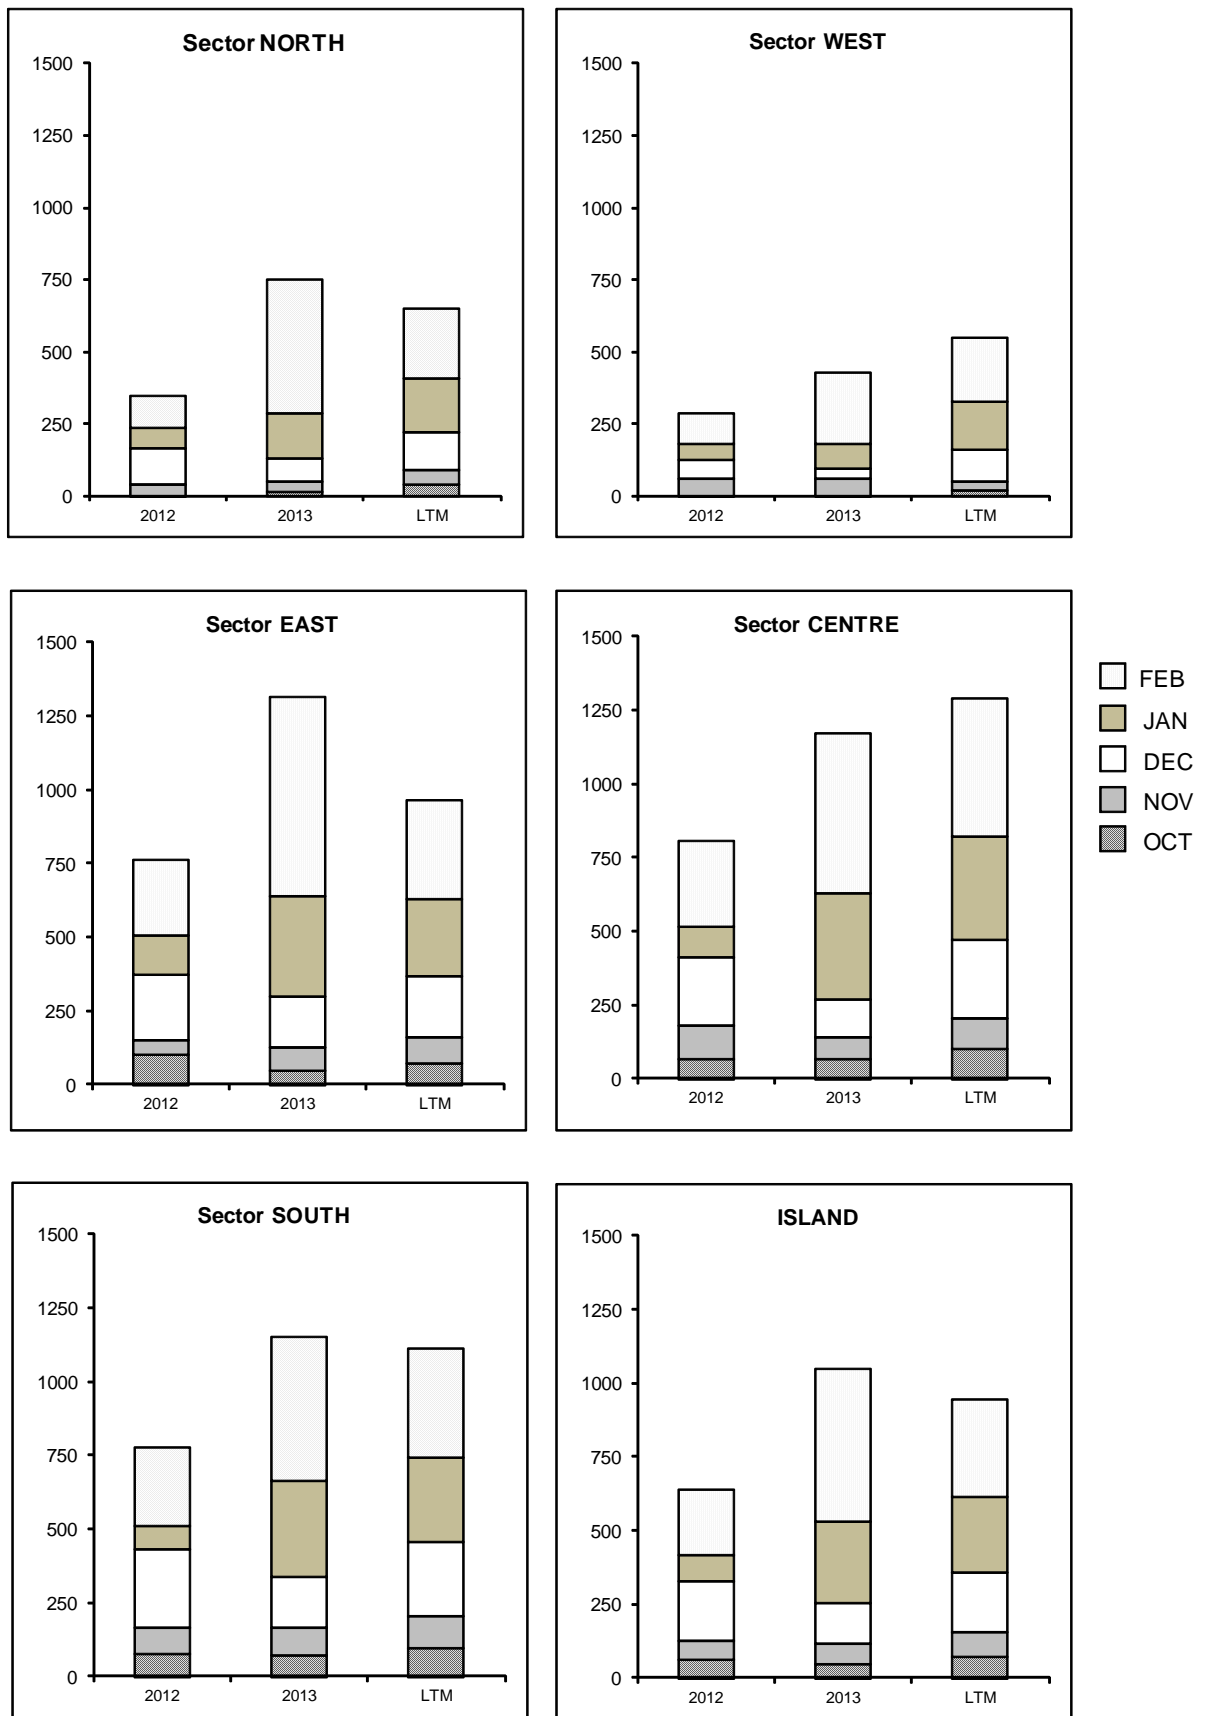 Sector NORTH
1500
1250
1000
750
500
250
0
2012 2013 LTM
Sector WEST
1500
1250
1000
750
500
250
0
2012 2013 LTM
Sector EAST
1500
1250
1000
750
500
250
0
2012 2013 LTM
Sector CENTRE
1500
1250
1000
750
500
250
0
2012 2013 LTM
FEB
JAN
DEC
NOV
OCT
Sector SOUTH
1500
1250
1000
750
500
250
0
2012 2013 LTM
ISLAND
1500
1250
1000
750
500
250
0
2012 2013 LTM